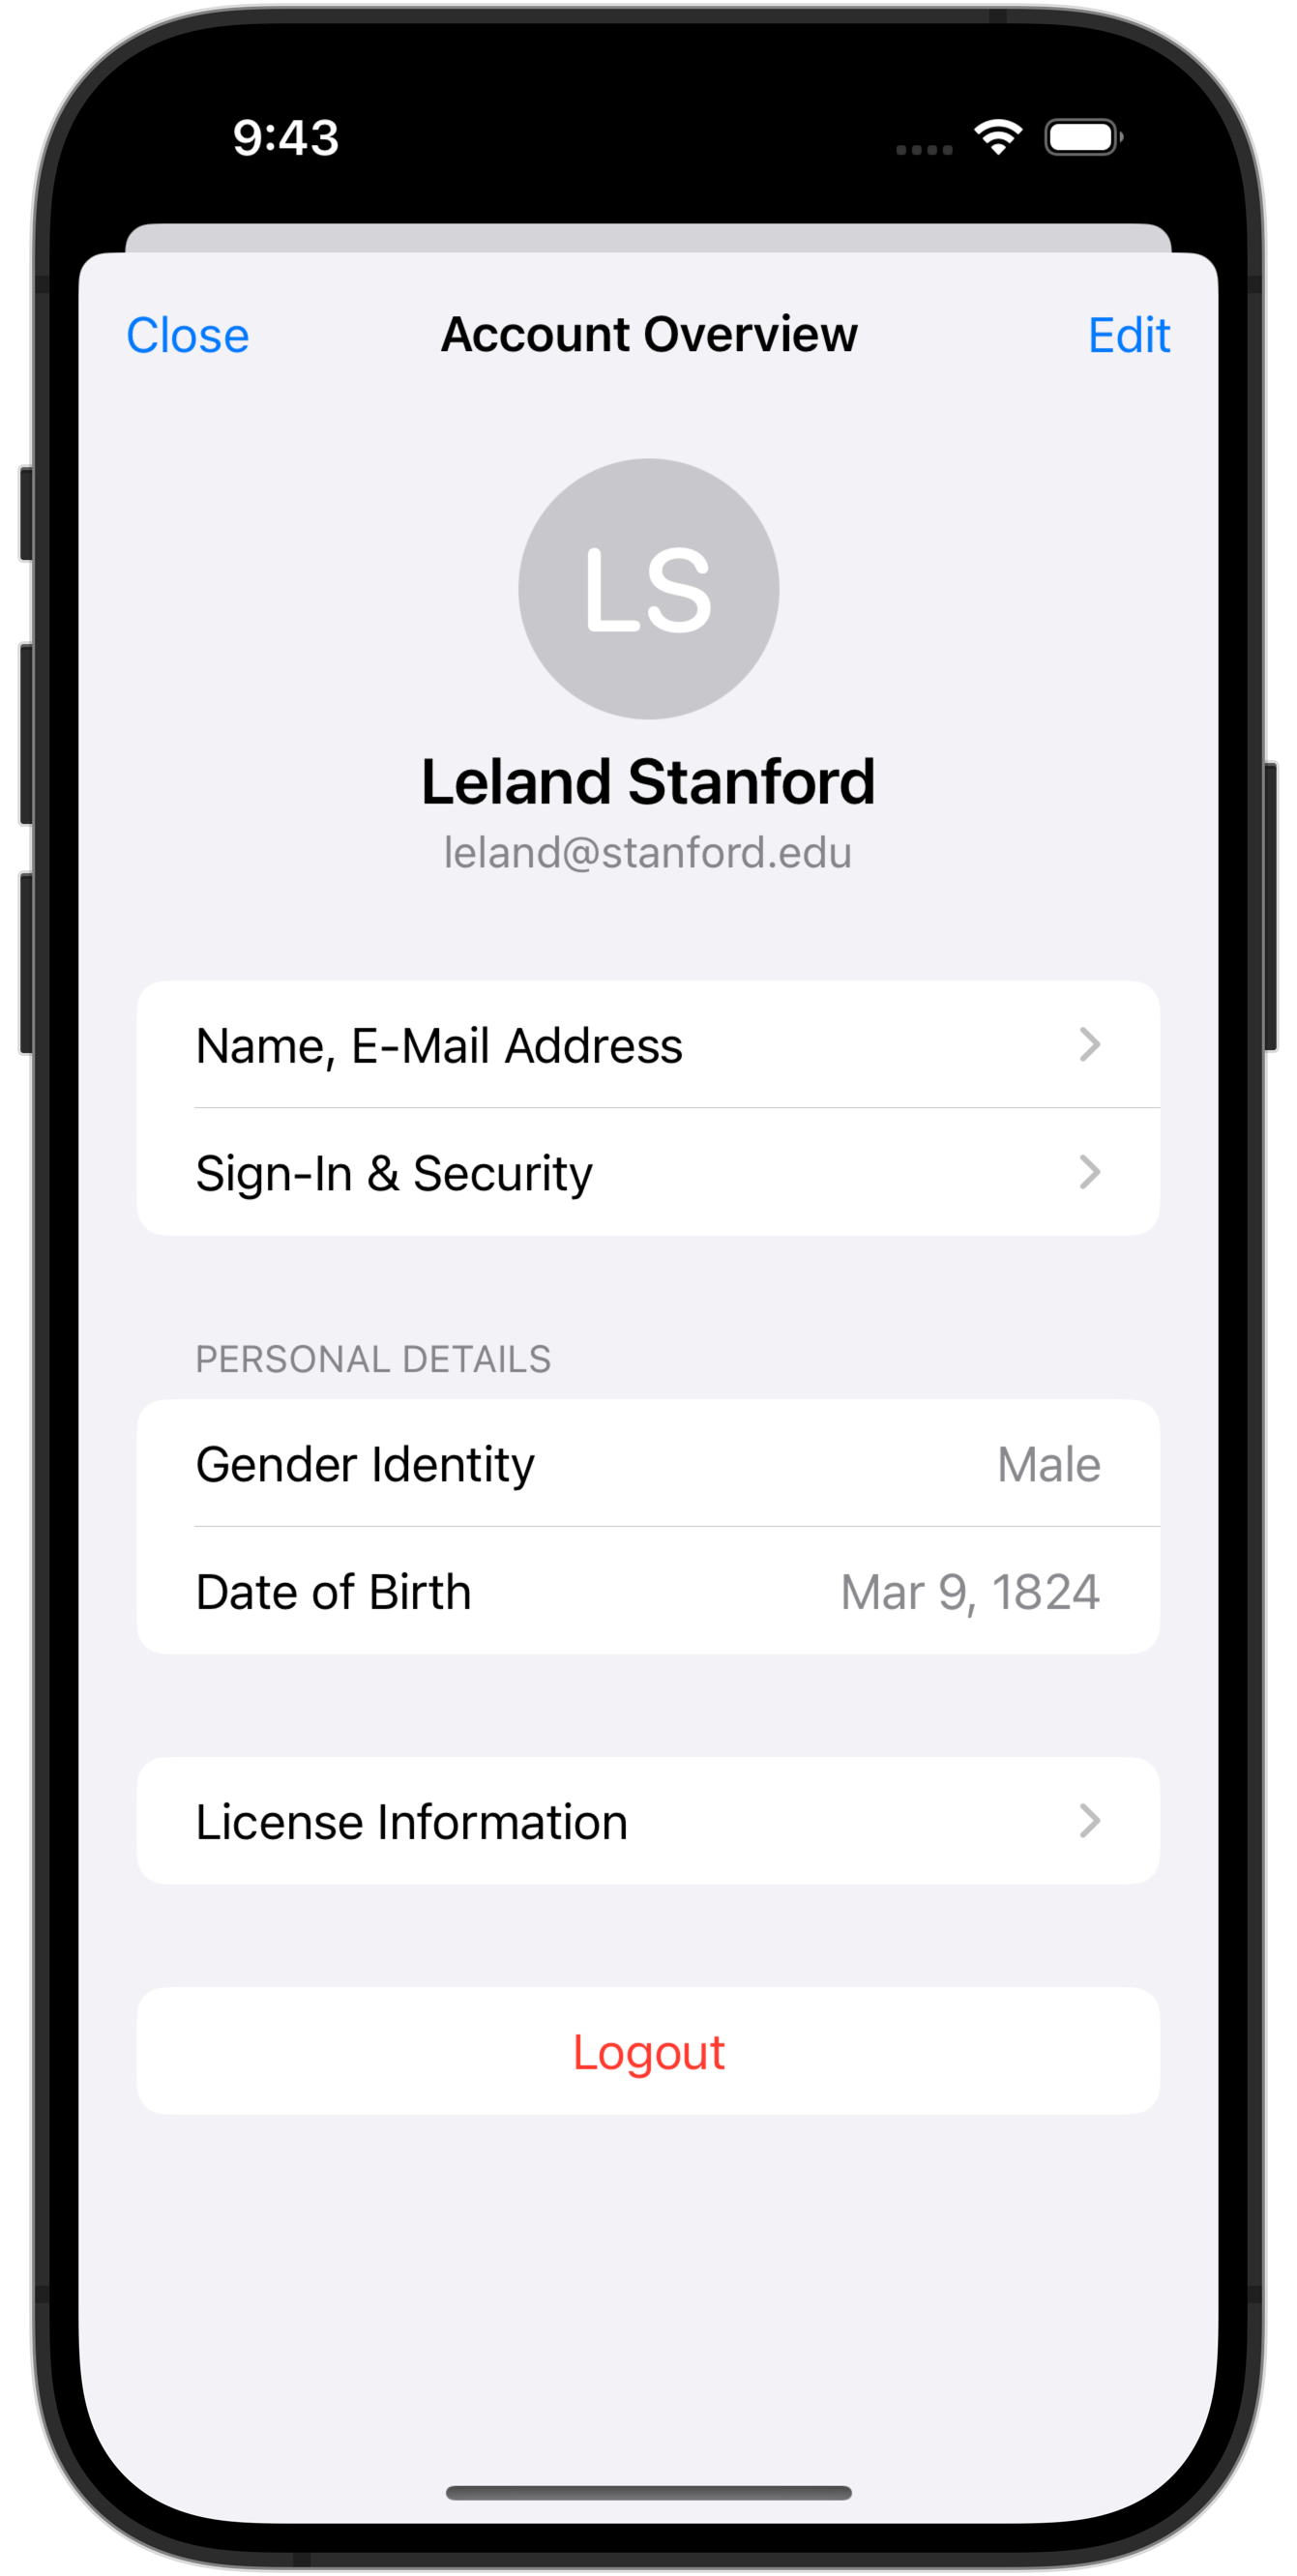 9:43
Close Account Overview Edit
LS
Leland Stanford
leland@stanford.edu
Name, E-Mail Address
Sign-In & Security
PERSONAL DETAILS
Gender Identity Male
Date of Birth Mar 9, 1824
License Information
Logout